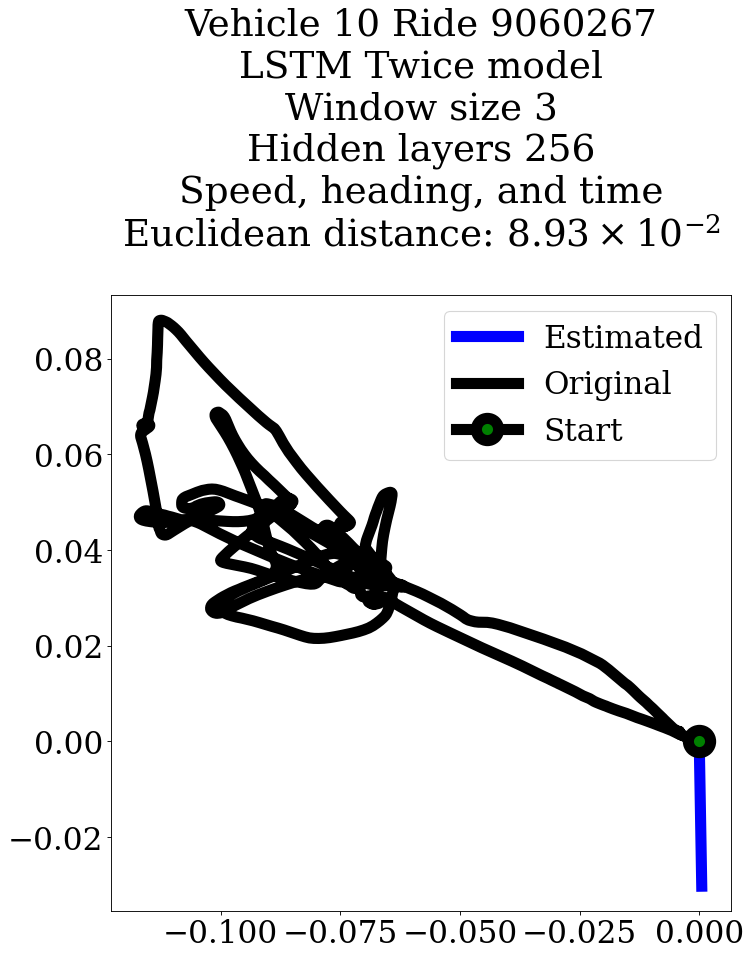 Vehicle 10 Ride 9060267
LSTM Twice model
Window size 3
Hidden layers 256
Speed, heading, and time
Euclidean distance: 8.93 × 10⁻²
Estimated
Original
Start
0.08
0.06
0.04
0.02
0.00
−0.02
−0.100 −0.075 −0.050 −0.025 0.000